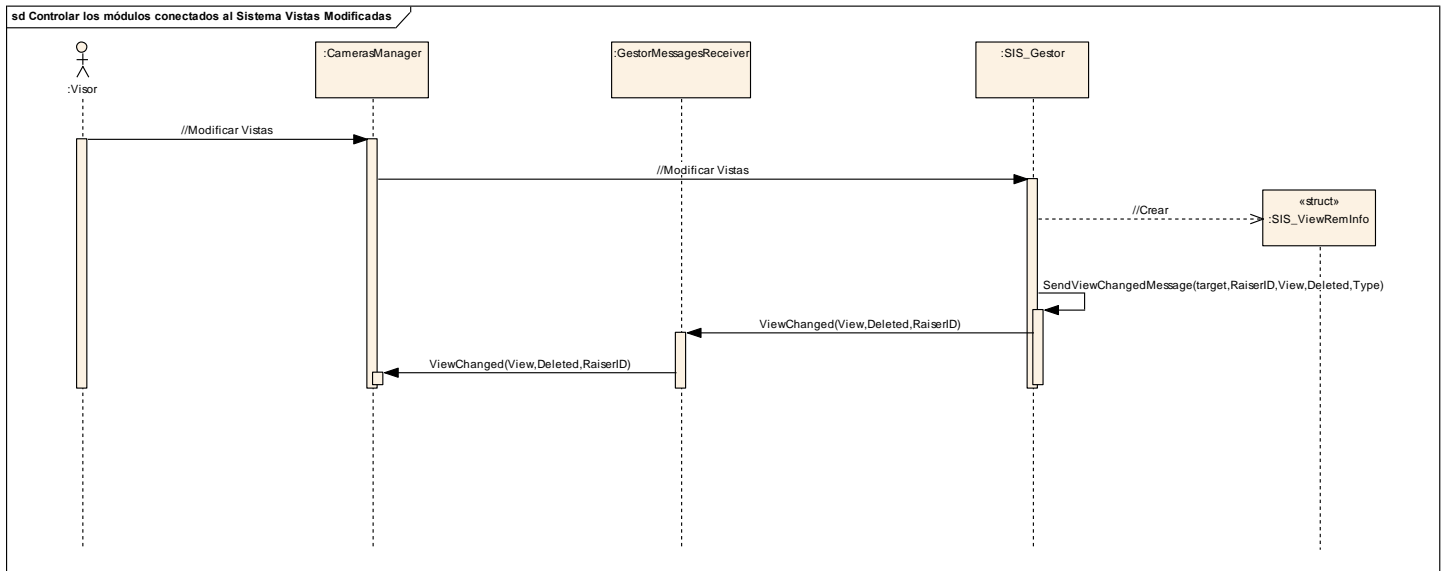 sd Controlar los módulos conectados al Sistema Vistas Modificadas
:Visor
:CamerasManager
:GestorMessagesReceiver
:SIS_Gestor
//Modificar Vistas
//Modificar Vistas
«struct»
:SIS_ViewRemInfo
//Crear
SendViewChangedMessage(target,RaiserID,View,Deleted,Type)
ViewChanged(View,Deleted,RaiserID)
ViewChanged(View,Deleted,RaiserID)